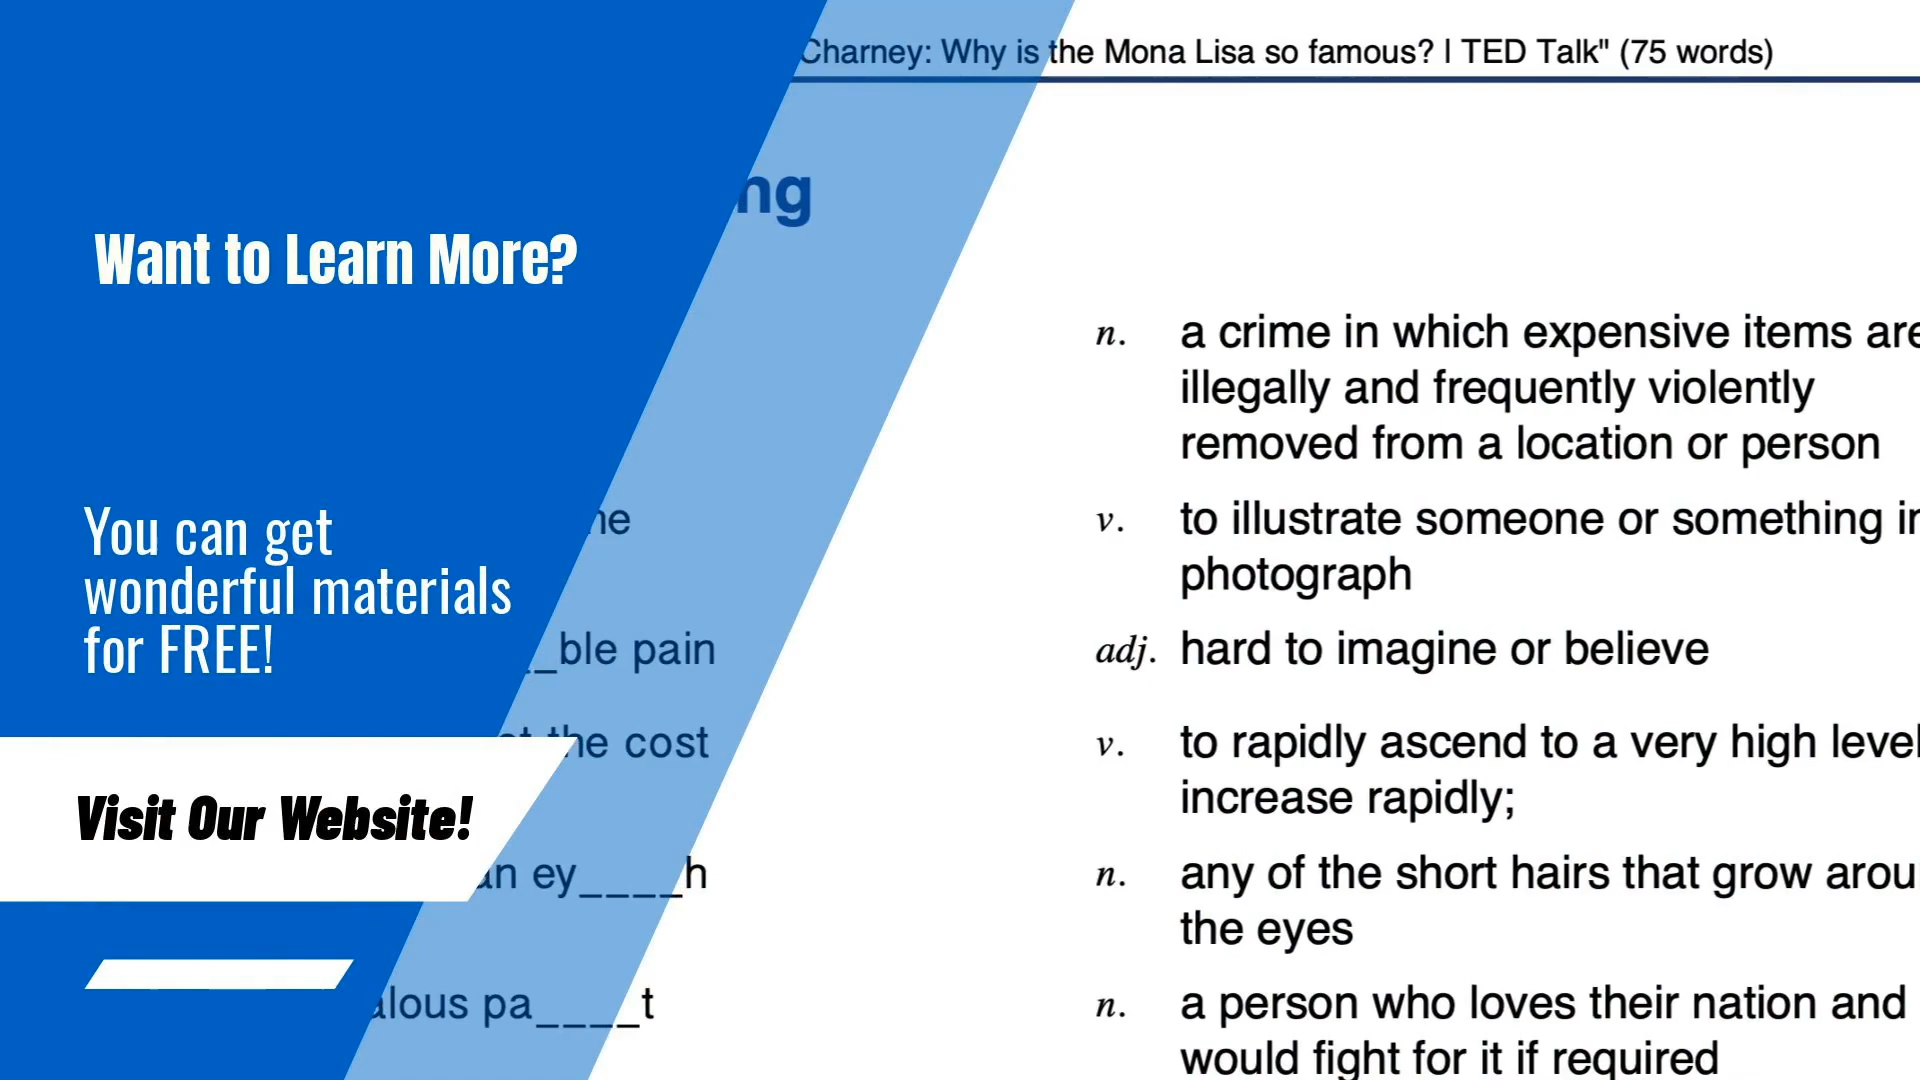 Charney: Why is the Mona Lisa so famous? | TED Talk" (75 words)
ng
Want to Learn More?
You can get
wonderful materials
for FREE!
Visit Our Website!
n. a crime in which expensive items are
illegally and frequently violently
removed from a location or person
ne
v. to illustrate someone or something in
photograph
_ble pain
adj. hard to imagine or believe
the cost
v. to rapidly ascend to a very high level
increase rapidly;
an ey____h
n. any of the short hairs that grow arou
the eyes
alous pa____t
n. a person who loves their nation and
would fight for it if required